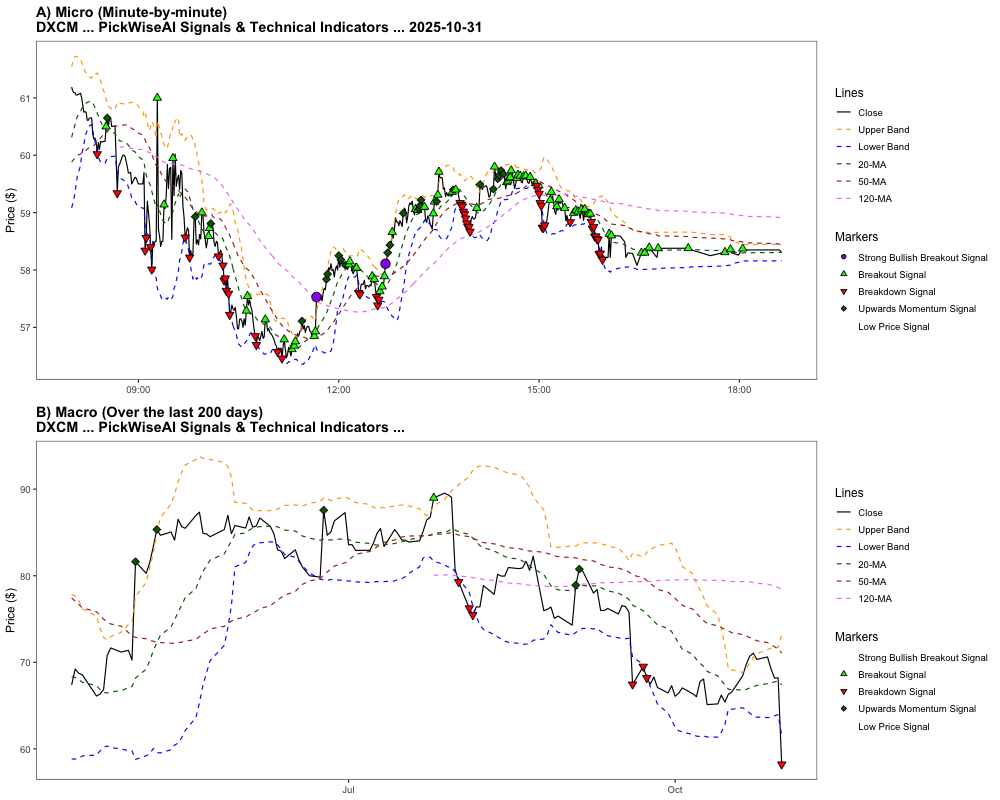 A) Micro (Minute-by-minute)
DXCM ... PickWiseAI Signals & Technical Indicators ... 2025-10-31
Price ($)
61
60
59
58
57
09:00
12:00
15:00
18:00
Lines
Close
Upper Band
Lower Band
20-MA
50-MA
120-MA
Markers
Strong Bullish Breakout Signal
Breakout Signal
Breakdown Signal
Upwards Momentum Signal
Low Price Signal
B) Macro (Over the last 200 days)
DXCM ... PickWiseAI Signals & Technical Indicators ...
Price ($)
90
80
70
60
Jul
Oct
Lines
Close
Upper Band
Lower Band
20-MA
50-MA
120-MA
Markers
Strong Bullish Breakout Signal
Breakout Signal
Breakdown Signal
Upwards Momentum Signal
Low Price Signal